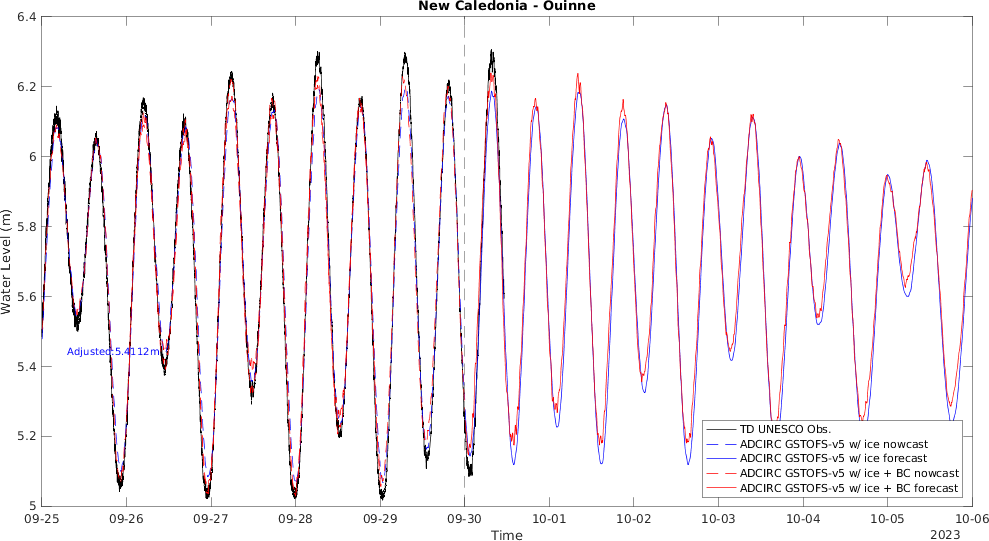 New Caledonia - Ouinne
6.4
6.2
6
5.8
5.6
5.4
5.2
5
Water Level (m)
Adjusted:5.4112m
TD UNESCO Obs.
ADCIRC GSTOFS-v5 w/ ice nowcast
ADCIRC GSTOFS-v5 w/ ice forecast
ADCIRC GSTOFS-v5 w/ ice + BC nowcast
ADCIRC GSTOFS-v5 w/ ice + BC forecast
09-25 09-26 09-27 09-28 09-29 09-30 10-01 10-02 10-03 10-04 10-05 10-06
Time
2023